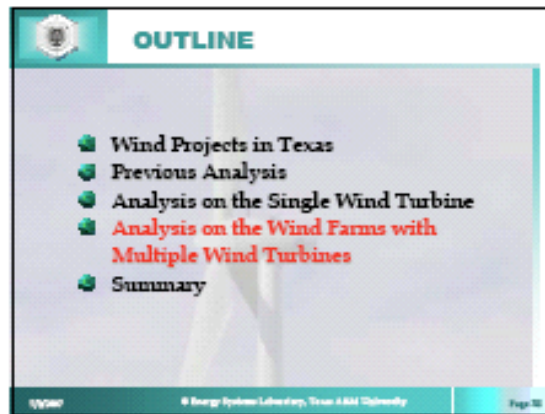 OUTLINE
Wind Projects in Texas
Previous Analysis
Analysis on the Single Wind Turbine
Analysis on the Wind Farms with
Multiple Wind Turbines
Summary
© Energy Systems Laboratory, Texas A&M University
Page